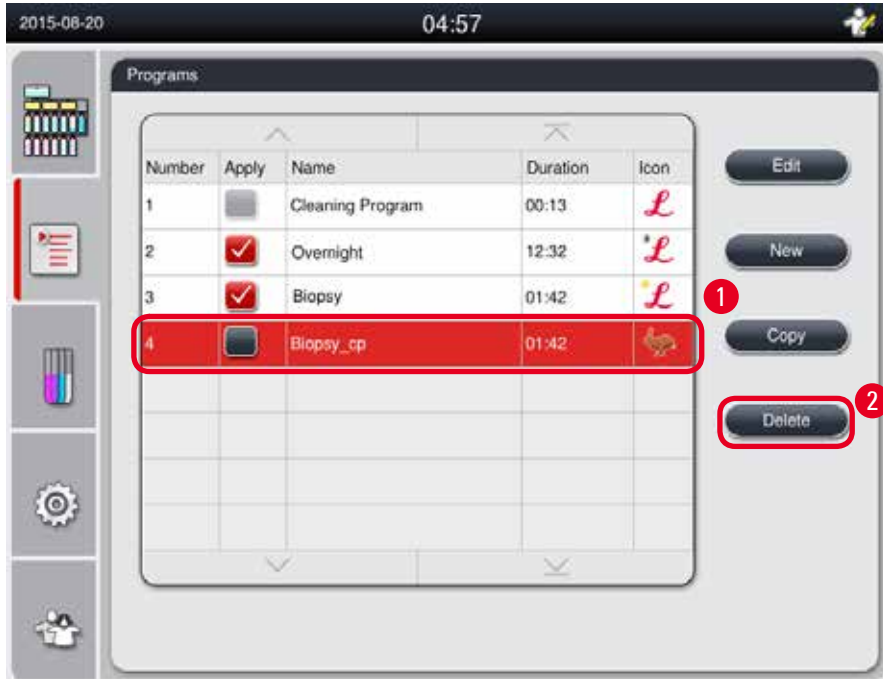 2015-08-20 04:57
Programs
Number Apply Name Duration Icon
1 Cleaning Program 00:13 L
2 Overnight 12:32 L
3 Biopsy 01:42 L
4 Biopsy_cp 01:42
Edit
New
Copy
Delete
1
2